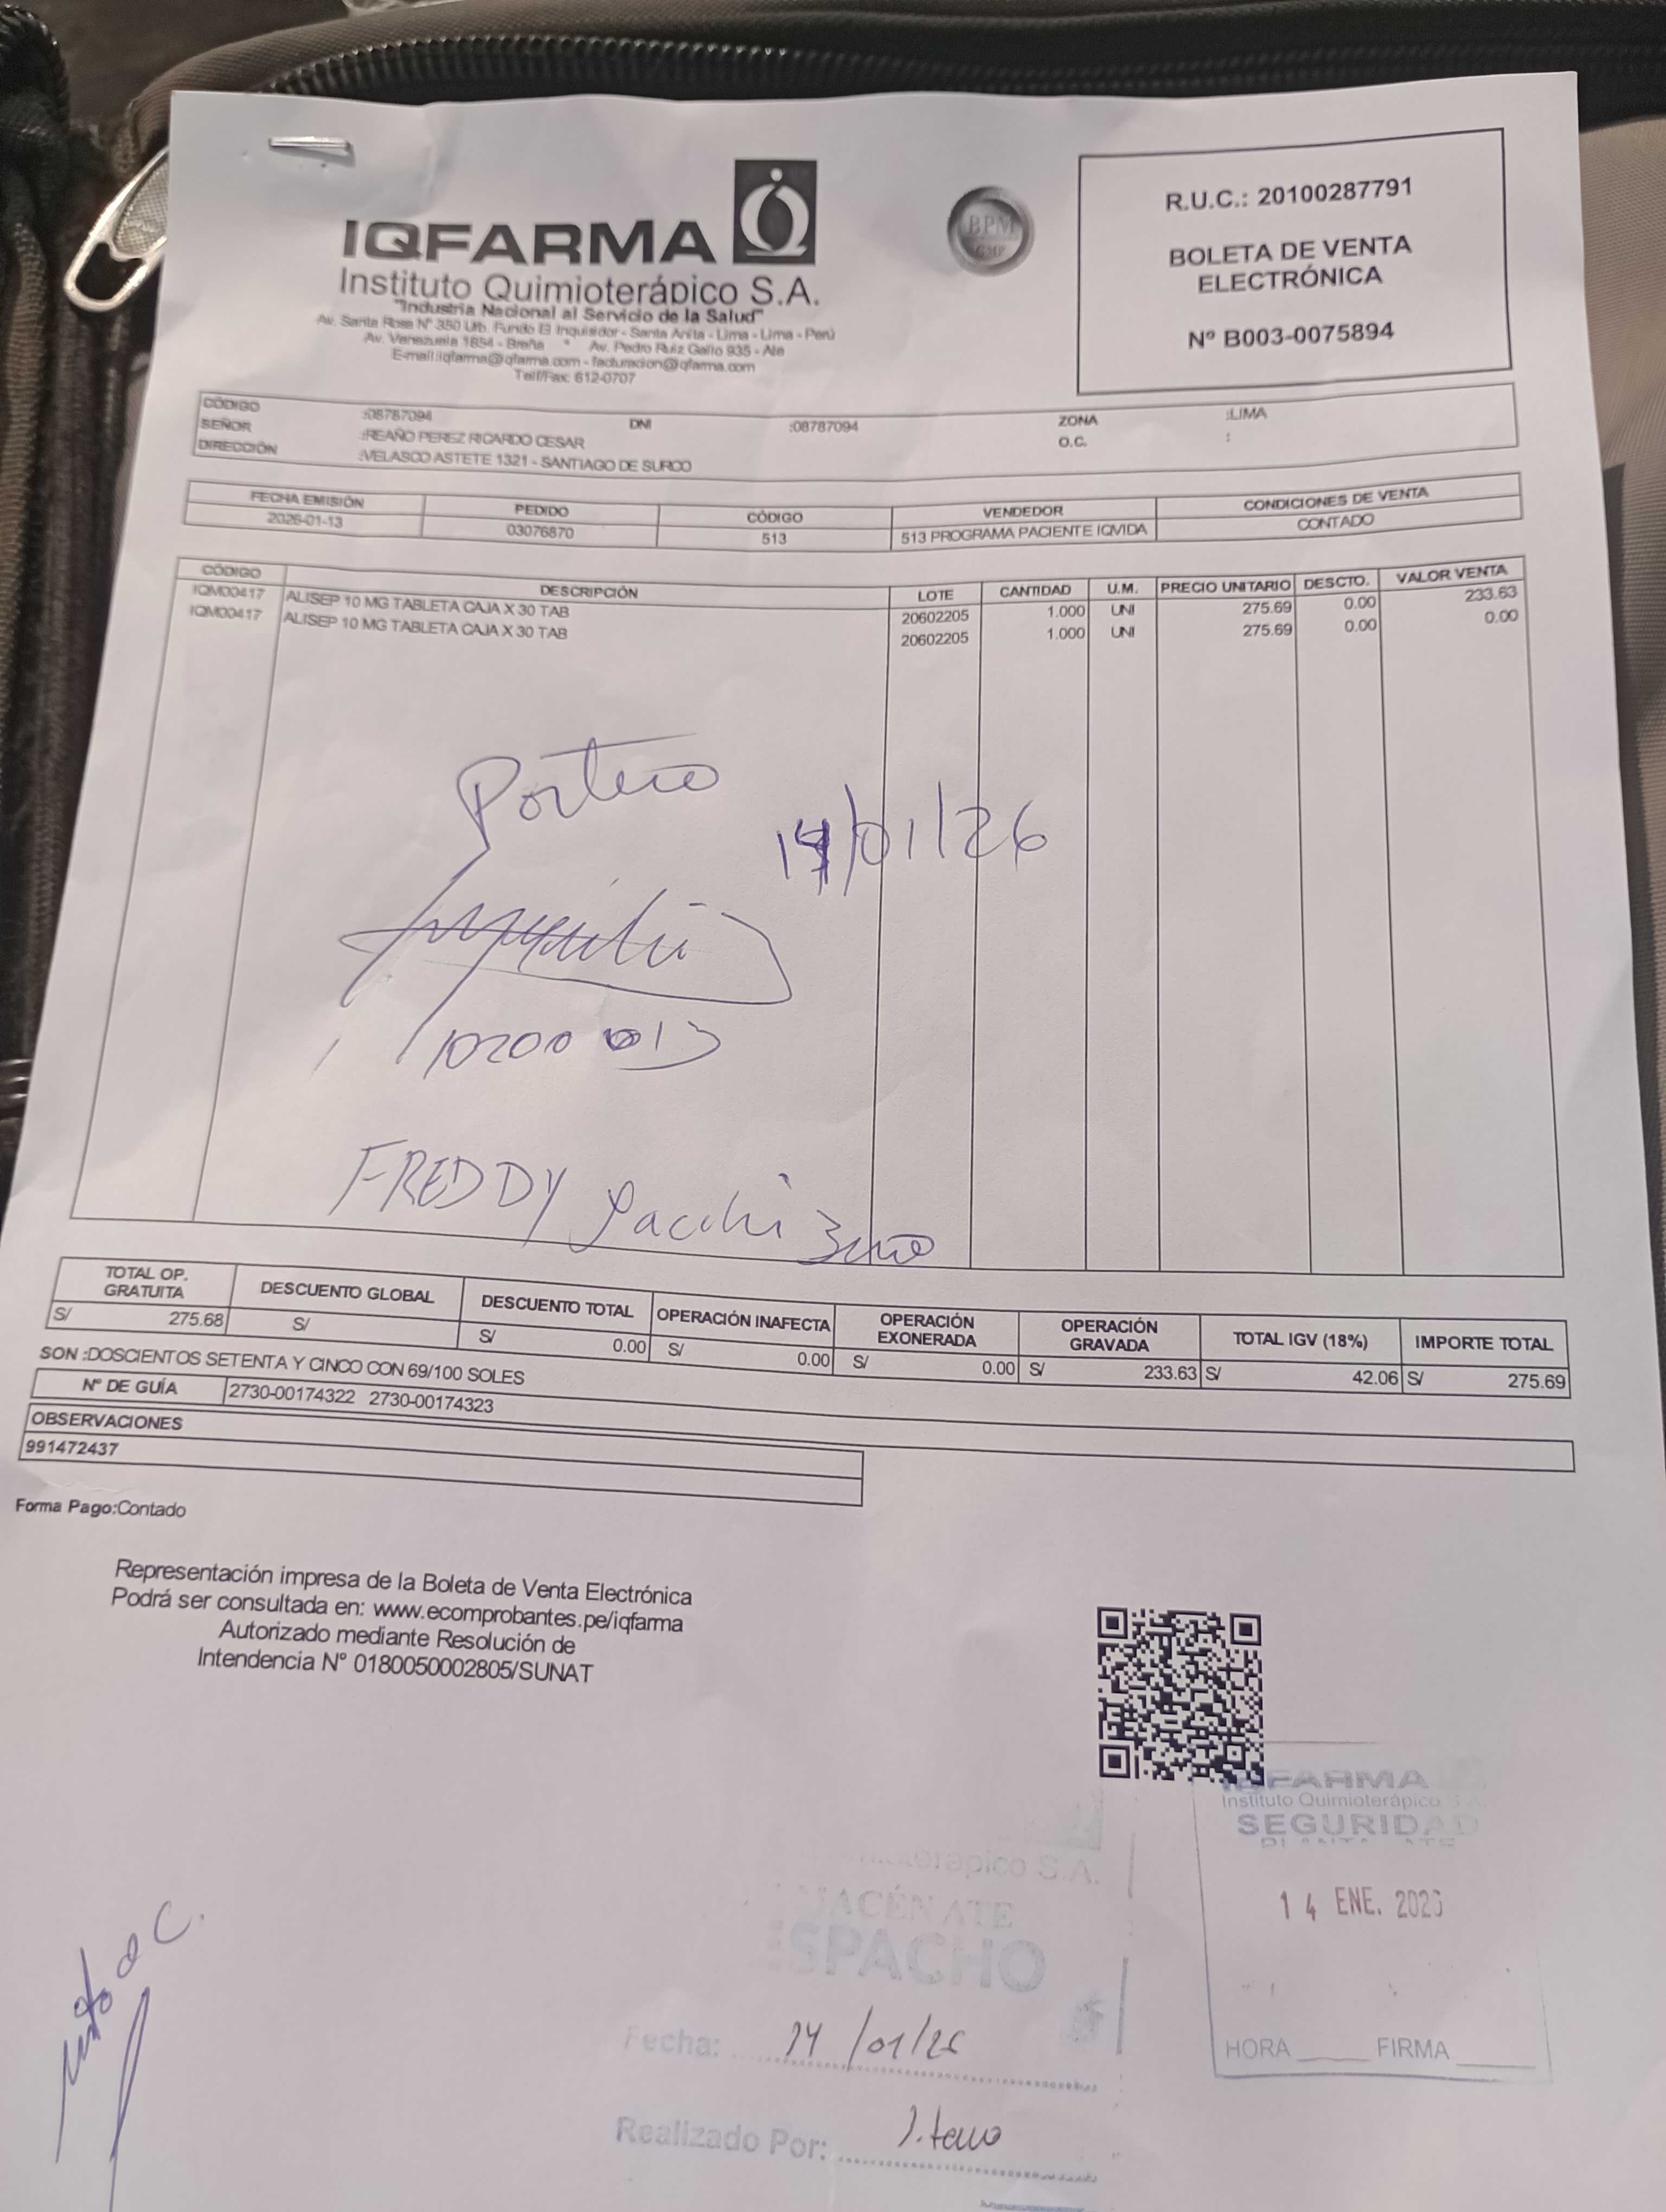 IQFARMA
Instituto Quimioterápico S.A.
"Industria Nacional al Servicio de la Salud"
Av. Santa Rosa N° 350 Urb. Fundo El Inquisidor - Santa Anita - Lima - Lima - Perú
Av. Venezuela 1854 - Breña * Av. Pedro Ruiz Gallo 935 - Ate
E-mail:iqfarma@iqfarma.com - facturacion@iqfarma.com
Telf/Fax: 612-0707
BPM
GMP
R.U.C.: 20100287791
BOLETA DE VENTA
ELECTRÓNICA
Nº B003-0075894
CÓDIGO :08787094 DNI :08787094 ZONA :LIMA
SEÑOR :REAÑO PEREZ RICARDO CESAR O.C. :
DIRECCIÓN :VELASCO ASTETE 1321 - SANTIAGO DE SURCO
FECHA EMISIÓN PEDIDO CÓDIGO VENDEDOR CONDICIONES DE VENTA
2026-01-13 03076870 513 513 PROGRAMA PACIENTE IQVIDA CONTADO
CÓDIGO DESCRIPCIÓN LOTE CANTIDAD U.M. PRECIO UNITARIO DESCTO. VALOR VENTA
IQM00417 ALISEP 10 MG TABLETA CAJA X 30 TAB 20602205 1.000 UNI 275.69 0.00 233.63
IQM00417 ALISEP 10 MG TABLETA CAJA X 30 TAB 20602205 1.000 UNI 275.69 0.00 0.00
Portero
14/01/26
FREDDY
TOTAL OP. GRATUITA DESCUENTO GLOBAL DESCUENTO TOTAL OPERACIÓN INAFECTA OPERACIÓN EXONERADA OPERACIÓN GRAVADA TOTAL IGV (18%) IMPORTE TOTAL
S/ 275.68 S/ S/ 0.00 S/ 0.00 S/ 0.00 S/ 233.63 S/ 42.06 S/ 275.69
SON :DOSCIENTOS SETENTA Y CINCO CON 69/100 SOLES
Nº DE GUÍA 2730-00174322 2730-00174323
OBSERVACIONES
991472437
Forma Pago:Contado
Representación impresa de la Boleta de Venta Electrónica
Podrá ser consultada en: www.ecomprobantes.pe/iqfarma
Autorizado mediante Resolución de
Intendencia N° 0180050002805/SUNAT
IQFARMA
Instituto Quimioterápico S.A.
SEGURIDAD
14 ENE. 2026
HORA FIRMA
S.A.
ATE
Fecha: 14/01/26
Realizado Por: